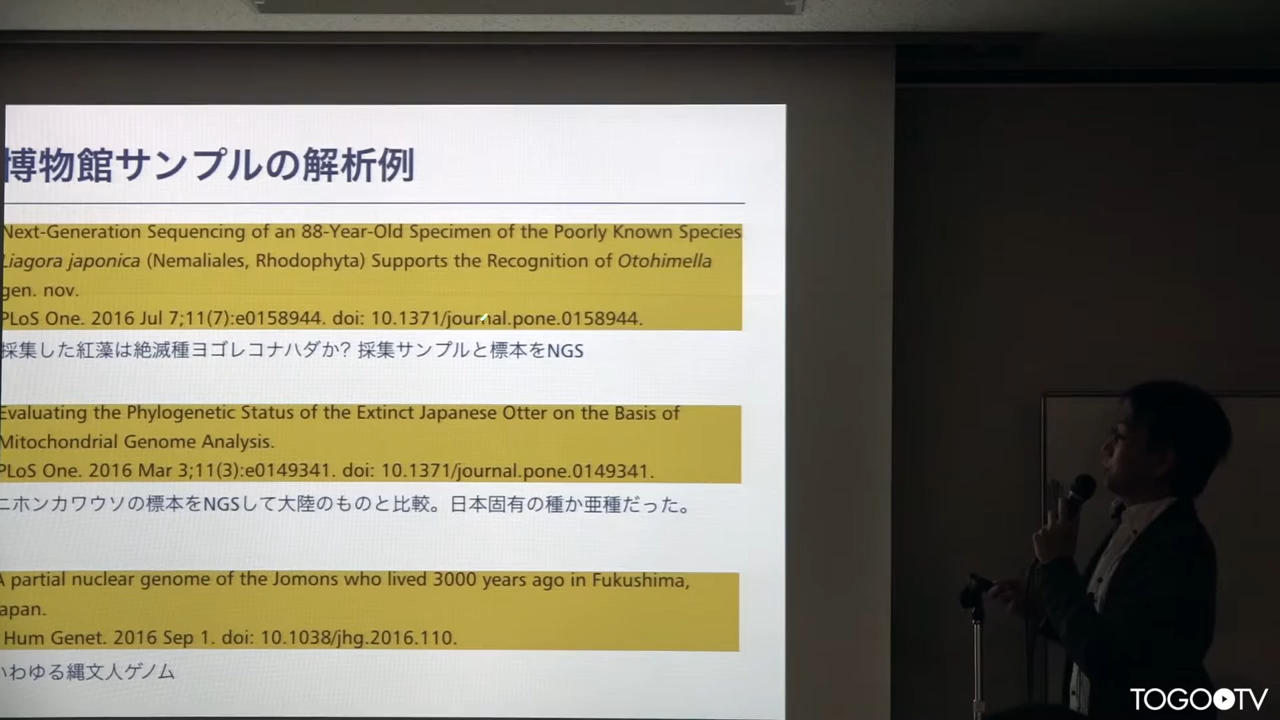 博物館サンプルの解析例
Next-Generation Sequencing of an 88-Year-Old Specimen of the Poorly Known Species
Liagora japonica (Nemaliales, Rhodophyta) Supports the Recognition of Otohimella
gen. nov.
PLoS One. 2016 Jul 7;11(7):e0158944. doi: 10.1371/journal.pone.0158944.
採集した紅藻は絶滅種ヨゴレコナハダか? 採集サンプルと標本をNGS
Evaluating the Phylogenetic Status of the Extinct Japanese Otter on the Basis of
Mitochondrial Genome Analysis.
PLoS One. 2016 Mar 3;11(3):e0149341. doi: 10.1371/journal.pone.0149341.
ニホンカワウソの標本をNGSして大陸のものと比較。日本固有の種か亜種だった。
A partial nuclear genome of the Jomons who lived 3000 years ago in Fukushima,
apan.
Hum Genet. 2016 Sep 1. doi: 10.1038/jhg.2016.110.
いわゆる縄文人ゲノム
TOGOTV